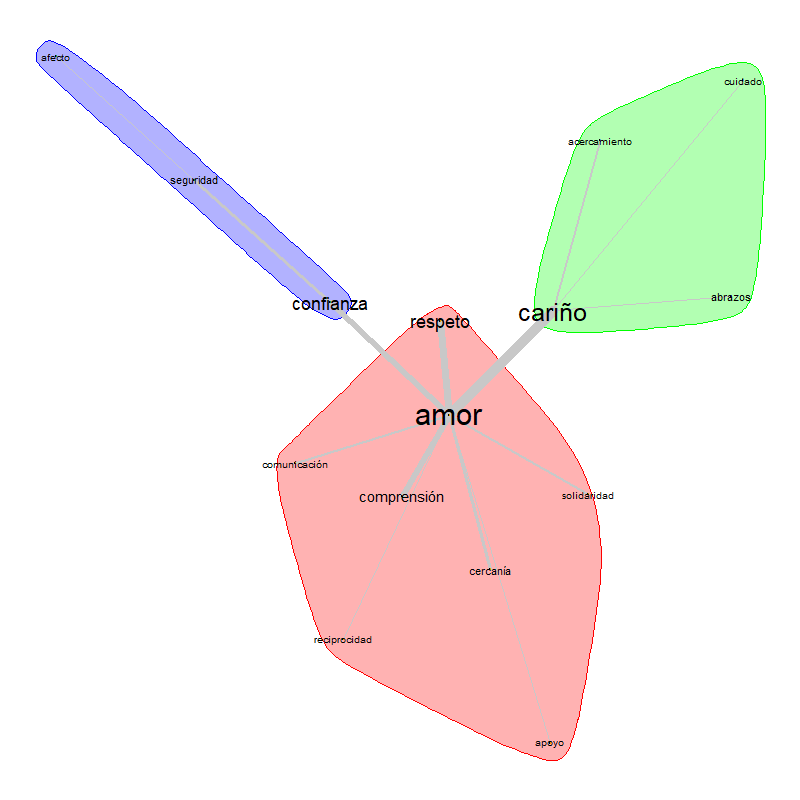 afecto
cuidado
acercamiento
seguridad
abrazos
confianza
cariño
respeto
amor
comunicación
comprensión
solidaridad
cercanía
reciprocidad
apoyo